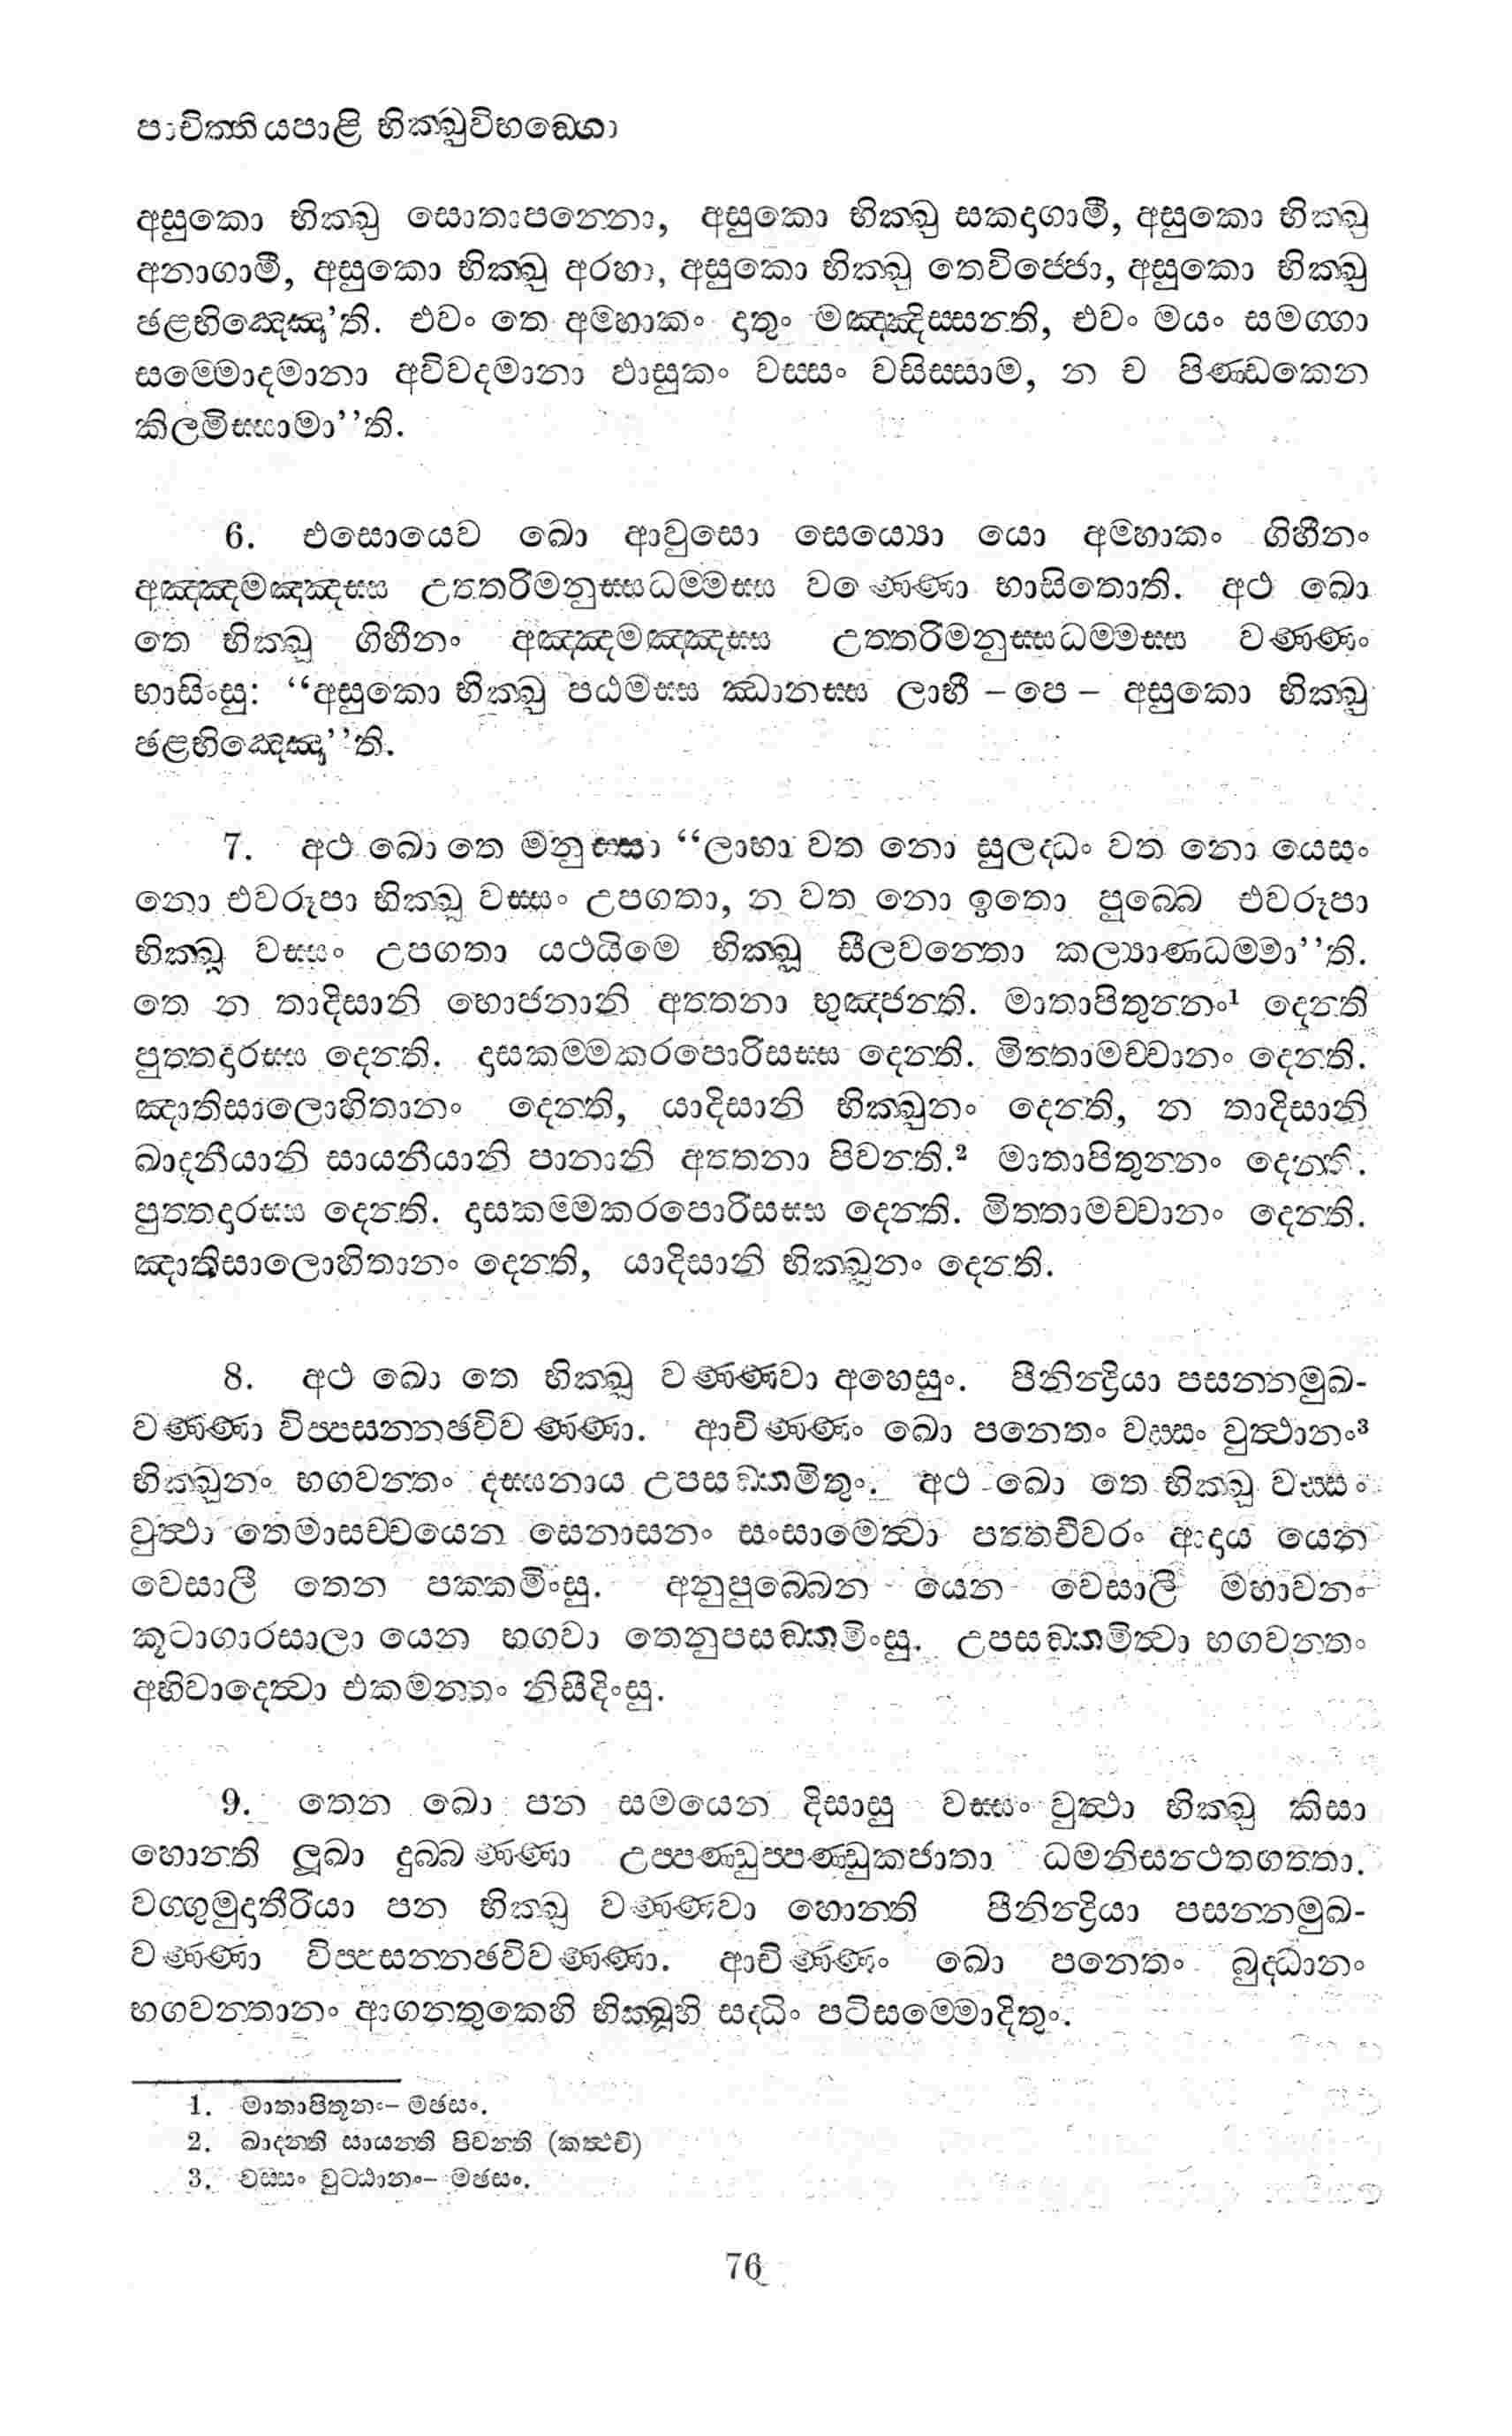 පාචිත්තියපාළි භික්ඛුවිභඞ්ගො
අසුකො භික්ඛු සොතාපන්නො, අසුකො භික්ඛු සකදාගාමී, අසුකො භික්ඛු
අනාගාමී, අසුකො භික්ඛු අරහා, අසුකො භික්ඛු තෙවිජ්ජො, අසුකො භික්ඛු
ඡළභිඤ්ඤො’ති. එවං තෙ අම්හාකං දාතුං මඤ්ඤිස්සන්ති, එවං මයං සමග්ගා
සම්මොදමානා අවිවදමානා ඵාසුකං වස්සං වසිස්සාම, න ච පිණ්ඩකෙන
කිලමිස්සාමා’’ති.
6. එසොයෙව ඛො ආවුසො සෙය්‍යො යො අම්හාකං ගිහීනං
අඤ්ඤමඤ්ඤස්ස උත්තරිමනුස්සධම්මස්ස වණ්ණො භාසිතොති. අථ ඛො
තෙ භික්ඛූ ගිහීනං අඤ්ඤමඤ්ඤස්ස උත්තරිමනුස්සධම්මස්ස වණ්ණං
භාසිංසු: ‘‘අසුකො භික්ඛු පඨමස්ස ඣානස්ස ලාභී – පෙ – අසුකො භික්ඛු
ඡළභිඤ්ඤො’’ති.
7. අථ ඛො තෙ මනුස්සා ‘‘ලාභා වත නො සුලද්ධං වත නො යෙසං
නො එවරූපා භික්ඛූ වස්සං උපගතා, න වත නො ඉතො පුබ්බෙ එවරූපා
භික්ඛූ වස්සං උපගතා යථයිමෙ භික්ඛූ සීලවන්තො කල්‍යාණධම්මා’’ති.
තෙ න තාදිසානි භොජනානි අත්තනා භුඤ්ජන්ති. මාතාපිතුන්නං¹ දෙන්ති
පුත්තදාරස්ස දෙන්ති. දාසකම්මකරපොරිසස්ස දෙන්ති. මිත්තාමච්චානං දෙන්ති.
ඤාතිසාලොහිතානං දෙන්ති, යාදිසානි භික්ඛුනං දෙන්ති, න තාදිසානි
ඛාදනීයානි සායනීයානි පානානි අත්තනා පිවන්ති.² මාතාපිතුන්නං දෙන්ති.
පුත්තදාරස්ස දෙන්ති. දාසකම්මකරපොරිසස්ස දෙන්ති. මිත්තාමච්චානං දෙන්ති.
ඤාතිසාලොහිතානං දෙන්ති, යාදිසානි භික්ඛූනං දෙන්ති.
8. අථ ඛො තෙ භික්ඛූ වණ්ණවා අහෙසුං. පීනින්ද්‍රියා පසන්නමුඛ-
වණ්ණා විප්පසන්නඡවිවණ්ණා. ආචිණ්ණං ඛො පනෙතං වස්සං වුත්ථානං³
භික්ඛුනං භගවන්තං දස්සනාය උපසඞ්කමිතුං. අථ ඛො තෙ භික්ඛූ වස්සං
වුත්ථා තෙමාසච්චයෙන සෙනාසනං සංසාමෙත්වා පත්තචීවරං ආදාය යෙන
වෙසාලී තෙන පක්කමිංසු. අනුපුබ්බෙන යෙන වෙසාලී මහාවනං
කූටාගාරසාලා යෙන භගවා තෙනුපසඞ්කමිංසු. උපසඞ්කමිත්වා භගවන්තං
අභිවාදෙත්වා එකමන්තං නිසීදිංසු.
9. තෙන ඛො පන සමයෙන දිසාසු වස්සං වුත්ථා භික්ඛු කිසා
හොන්ති ලූඛා දුබ්බණ්ණා උප්පණ්ඩුප්පණ්ඩුකජාතා ධමනිසන්ථතගත්තා.
වග්ගුමුදාතීරියා පන භික්ඛු වණ්ණවා හොන්ති පීනින්ද්‍රියා පසන්නමුඛ-
වණ්ණා විප්පසන්නඡවිවණ්ණා. ආචිණ්ණං ඛො පනෙතං බුද්ධානං
භගවන්තානං ආගන්තුකෙහි භික්ඛූහි සද්ධිං පටිසම්මොදිතුං.
1. මාතාපිතූනං– මඡසං.
2. ඛාදන්ති සායන්ති පිවන්ති (කත්ථචි)
3. වස්සං වුට්ඨානං– මඡසං.
76